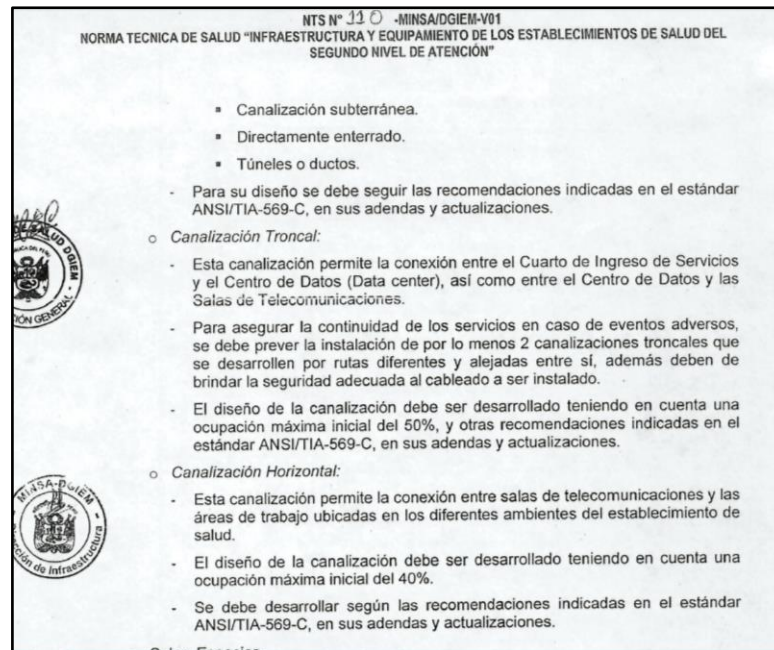 NTS N° 110 -MINSA/DGIEM-V01
NORMA TECNICA DE SALUD "INFRAESTRUCTURA Y EQUIPAMIENTO DE LOS ESTABLECIMIENTOS DE SALUD DEL
SEGUNDO NIVEL DE ATENCIÓN"
▪ Canalización subterránea.
▪ Directamente enterrado.
▪ Túneles o ductos.
- Para su diseño se debe seguir las recomendaciones indicadas en el estándar
ANSI/TIA-569-C, en sus adendas y actualizaciones.
o Canalización Troncal:
- Esta canalización permite la conexión entre el Cuarto de Ingreso de Servicios
y el Centro de Datos (Data center), así como entre el Centro de Datos y las
Salas de Telecomunicaciones.
- Para asegurar la continuidad de los servicios en caso de eventos adversos,
se debe prever la instalación de por lo menos 2 canalizaciones troncales que
se desarrollen por rutas diferentes y alejadas entre sí, además deben de
brindar la seguridad adecuada al cableado a ser instalado.
- El diseño de la canalización debe ser desarrollado teniendo en cuenta una
ocupación máxima inicial del 50%, y otras recomendaciones indicadas en el
estándar ANSI/TIA-569-C, en sus adendas y actualizaciones.
o Canalización Horizontal:
- Esta canalización permite la conexión entre salas de telecomunicaciones y las
áreas de trabajo ubicadas en los diferentes ambientes del establecimiento de
salud.
- El diseño de la canalización debe ser desarrollado teniendo en cuenta una
ocupación máxima inicial del 40%.
- Se debe desarrollar según las recomendaciones indicadas en el estándar
ANSI/TIA-569-C, en sus adendas y actualizaciones.
DE SALUD DGIEM
MINSA-DGIEM
de Infraestructura